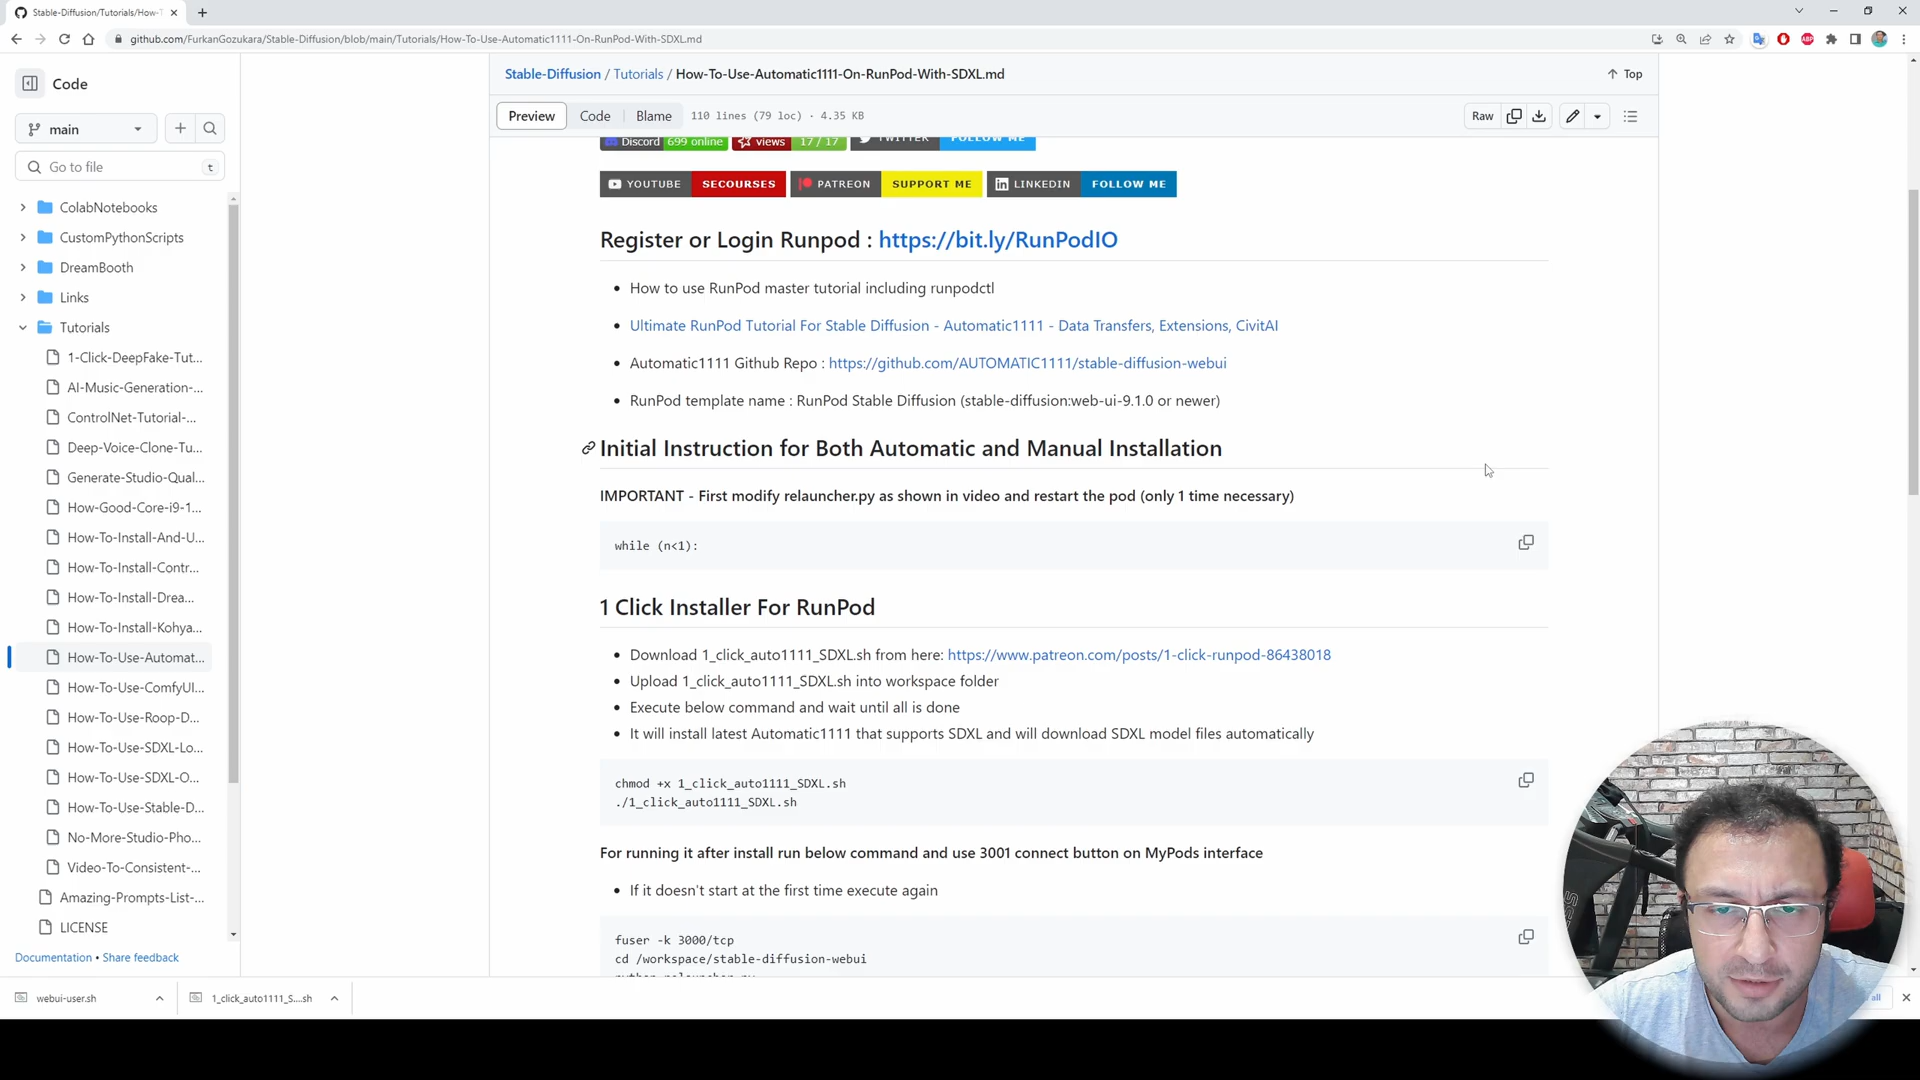 Stable-Diffusion/Tutorials/How-T
github.com/FurkanGozukara/Stable-Diffusion/blob/main/Tutorials/How-To-Use-Automatic1111-On-RunPod-With-SDXL.md
Code
main
Go to file
t
ColabNotebooks
CustomPythonScripts
DreamBooth
Links
Tutorials
1-Click-DeepFake-Tut...
AI-Music-Generation-...
ControlNet-Tutorial-...
Deep-Voice-Clone-Tu...
Generate-Studio-Qual...
How-Good-Core-i9-1...
How-To-Install-And-U...
How-To-Install-Contr...
How-To-Install-Drea...
How-To-Install-Kohya...
How-To-Use-Automat...
How-To-Use-ComfyUI...
How-To-Use-Roop-D...
How-To-Use-SDXL-Lo...
How-To-Use-SDXL-O...
How-To-Use-Stable-D...
No-More-Studio-Pho...
Video-To-Consistent-...
Amazing-Prompts-List-...
LICENSE
Documentation • Share feedback
Stable-Diffusion / Tutorials / How-To-Use-Automatic1111-On-RunPod-With-SDXL.md
Top
Preview Code Blame 110 lines (79 loc) · 4.35 KB
Raw
Discord 699 online views 17 / 17 TWITTER FOLLOW ME
YOUTUBE SECOURSES PATREON SUPPORT ME LINKEDIN FOLLOW ME
Register or Login Runpod : https://bit.ly/RunPodIO
• How to use RunPod master tutorial including runpodctl
• Ultimate RunPod Tutorial For Stable Diffusion - Automatic1111 - Data Transfers, Extensions, CivitAI
• Automatic1111 Github Repo : https://github.com/AUTOMATIC1111/stable-diffusion-webui
• RunPod template name : RunPod Stable Diffusion (stable-diffusion:web-ui-9.1.0 or newer)
Initial Instruction for Both Automatic and Manual Installation
IMPORTANT - First modify relauncher.py as shown in video and restart the pod (only 1 time necessary)
while (n<1):
1 Click Installer For RunPod
• Download 1_click_auto1111_SDXL.sh from here: https://www.patreon.com/posts/1-click-runpod-86438018
• Upload 1_click_auto1111_SDXL.sh into workspace folder
• Execute below command and wait until all is done
• It will install latest Automatic1111 that supports SDXL and will download SDXL model files automatically
chmod +x 1_click_auto1111_SDXL.sh
./1_click_auto1111_SDXL.sh
For running it after install run below command and use 3001 connect button on MyPods interface
• If it doesn't start at the first time execute again
fuser -k 3000/tcp
cd /workspace/stable-diffusion-webui
python relauncher.py
webui-user.sh
1_click_auto1111_S....sh
all